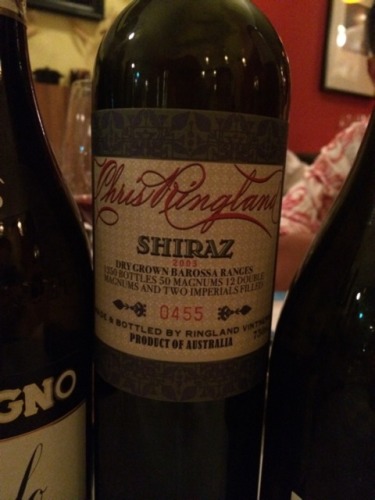 Chris Ringland
SHIRAZ
2005
DRY GROWN BAROSSA RANGES
1250 BOTTLES 50 MAGNUMS 12 DOUBLE
MAGNUMS AND TWO IMPERIALS FILLED
0455
& BOTTLED BY RINGLAND
PRODUCT OF AUSTRALIA
GNO